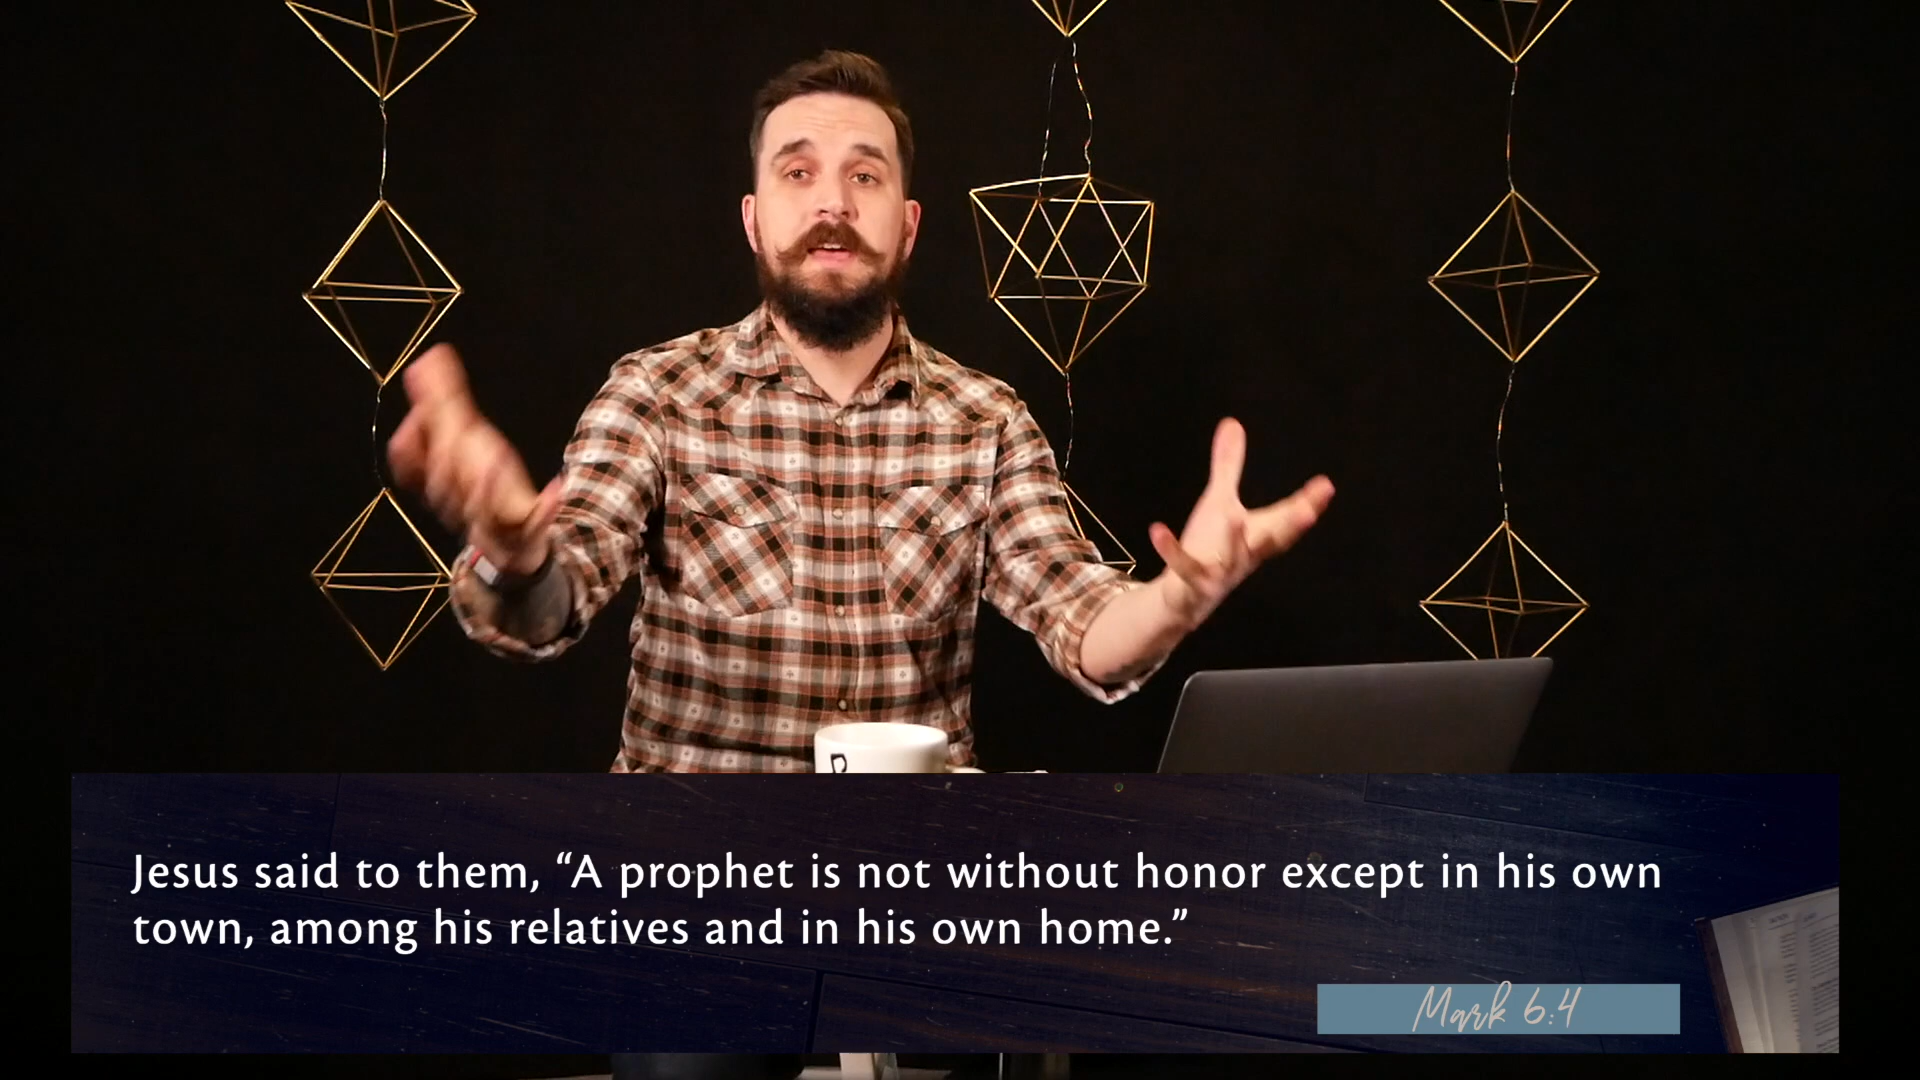 Jesus said to them, “A prophet is not without honor except in his own
town, among his relatives and in his own home.”
Mark 6:4